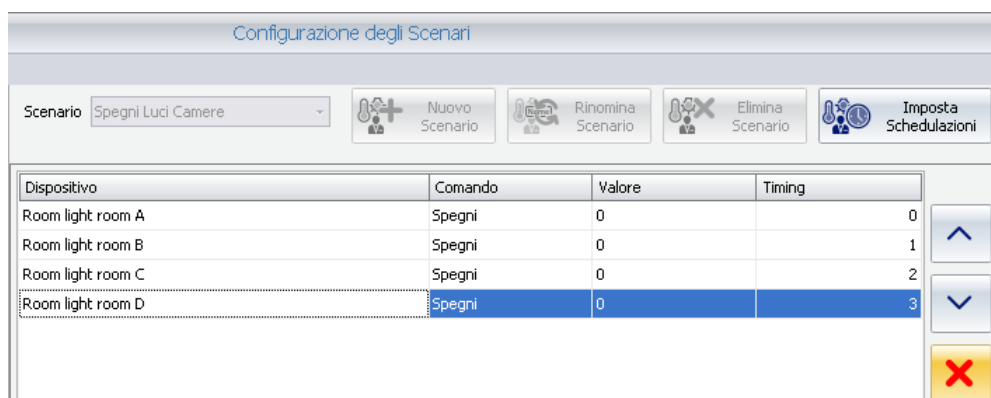 Configurazione degli Scenari
Scenario Spegni Luci Camere Nuovo Scenario Rinomina Scenario Elimina Scenario Imposta Schedulazioni
Dispositivo Comando Valore Timing
Room light room A Spegni 0 0
Room light room B Spegni 0 1
Room light room C Spegni 0 2
Room light room D Spegni 0 3